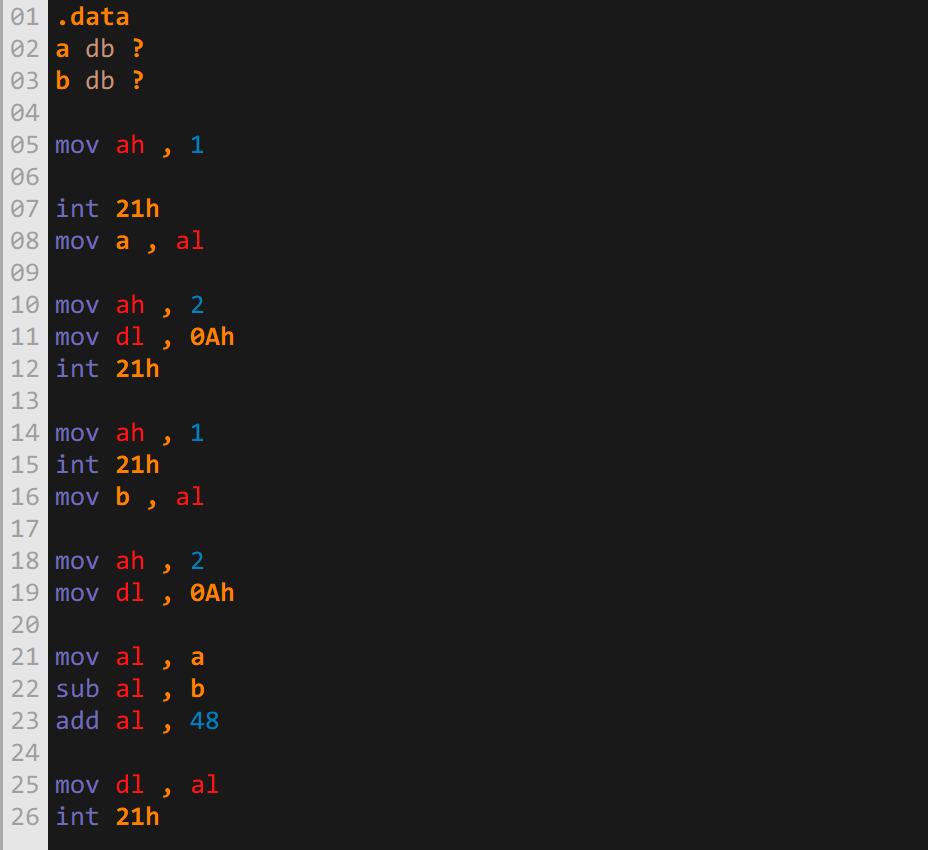 01 .data
02 a db ?
03 b db ?
04
05 mov ah , 1
06
07 int 21h
08 mov a , al
09
10 mov ah , 2
11 mov dl , 0Ah
12 int 21h
13
14 mov ah , 1
15 int 21h
16 mov b , al
17
18 mov ah , 2
19 mov dl , 0Ah
20
21 mov al , a
22 sub al , b
23 add al , 48
24
25 mov dl , al
26 int 21h